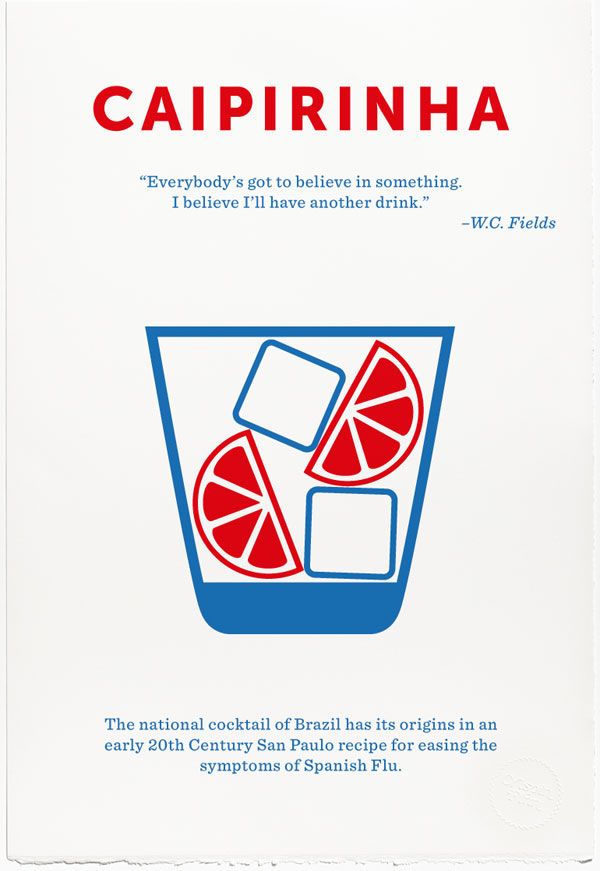 CAIPIRINHA
“Everybody’s got to believe in something.
I believe I’ll have another drink.”
–W.C. Fields
The national cocktail of Brazil has its origins in an
early 20th Century San Paulo recipe for easing the
symptoms of Spanish Flu.